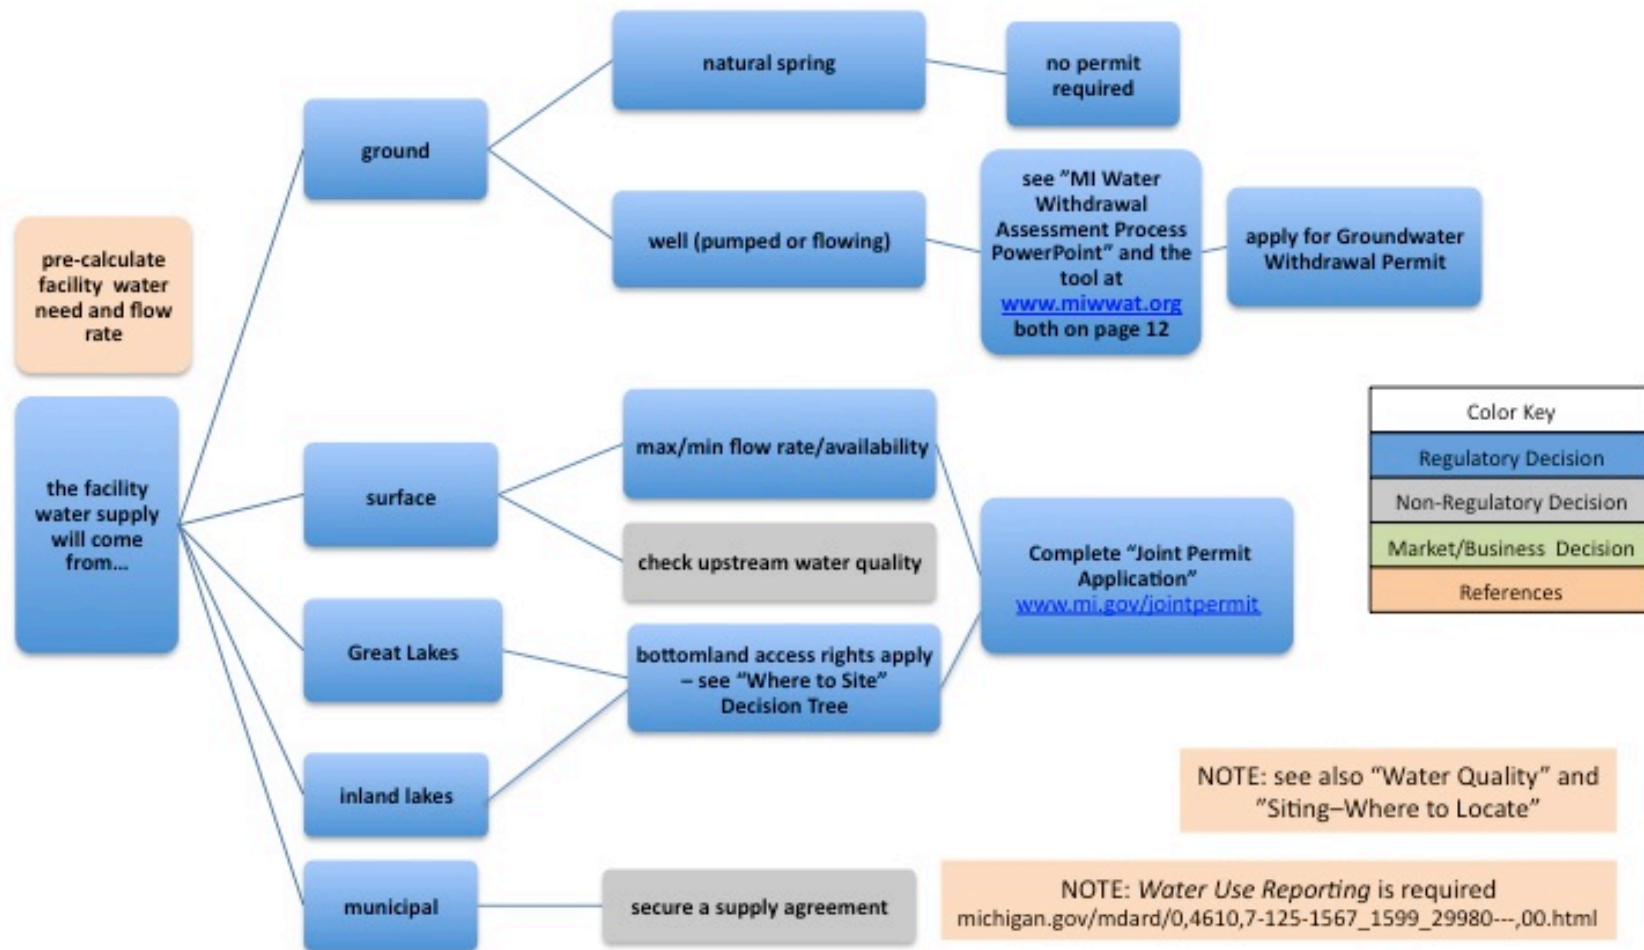 pre-calculate
facility water
need and flow
rate
the facility
water supply
will come
from...
ground
natural spring
no permit
required
well (pumped or flowing)
see "MI Water
Withdrawal
Assessment Process
PowerPoint" and the
tool at
www.miwwat.org
both on page 12
apply for Groundwater
Withdrawal Permit
surface
max/min flow rate/availability
check upstream water quality
Great Lakes
inland lakes
bottomland access rights apply
– see "Where to Site"
Decision Tree
Complete "Joint Permit
Application"
www.mi.gov/jointpermit
municipal
secure a supply agreement
Color Key
Regulatory Decision
Non-Regulatory Decision
Market/Business Decision
References
NOTE: see also "Water Quality" and
"Siting–Where to Locate"
NOTE: Water Use Reporting is required
michigan.gov/mdard/0,4610,7-125-1567_1599_29980---,00.html